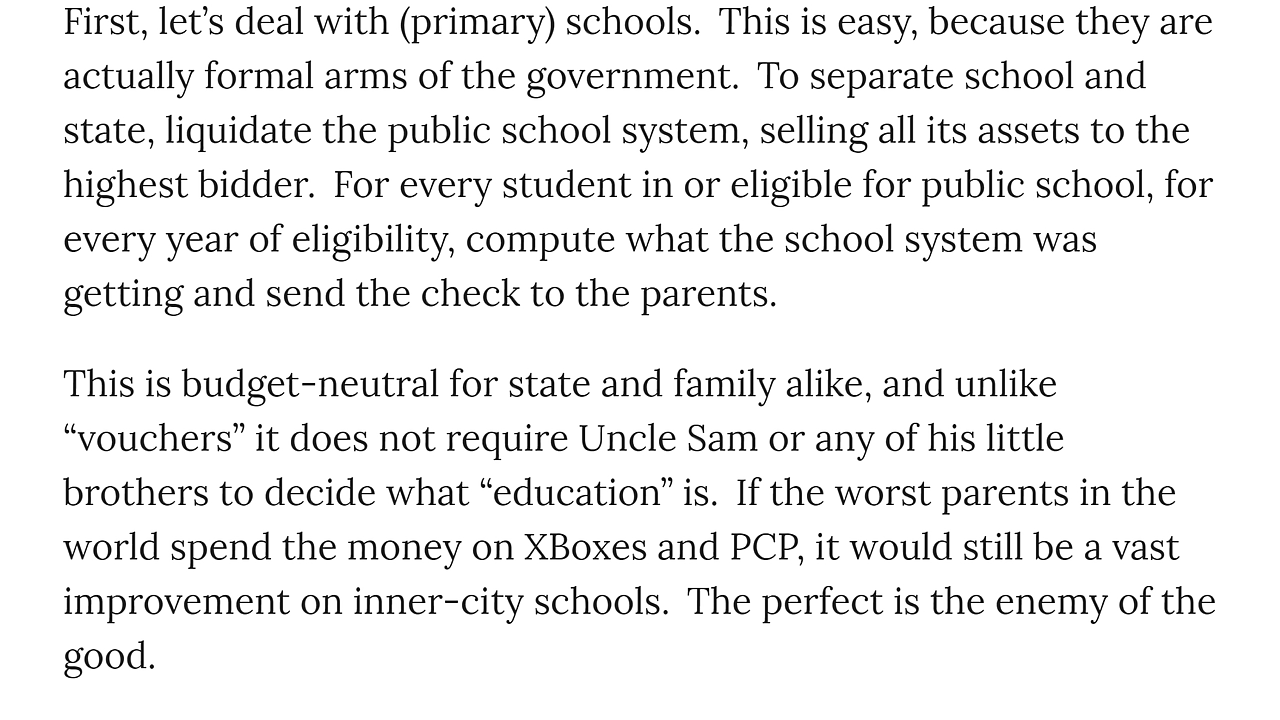 First, let’s deal with (primary) schools.  This is easy, because they are
actually formal arms of the government.  To separate school and
state, liquidate the public school system, selling all its assets to the
highest bidder.  For every student in or eligible for public school, for
every year of eligibility, compute what the school system was
getting and send the check to the parents.
This is budget-neutral for state and family alike, and unlike
“vouchers” it does not require Uncle Sam or any of his little
brothers to decide what “education” is.  If the worst parents in the
world spend the money on XBoxes and PCP, it would still be a vast
improvement on inner-city schools.  The perfect is the enemy of the
good.